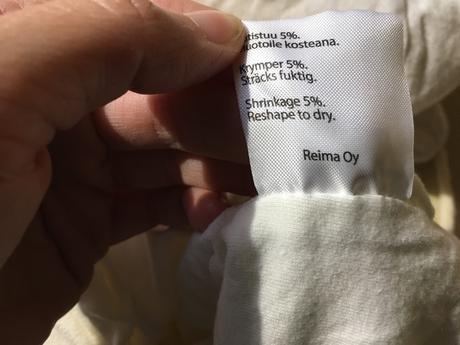 5%.
kosteana.
Krymper 5%.
Sträcks fuktig.
Shrinkage 5%.
Reshape to dry.
Reima Oy